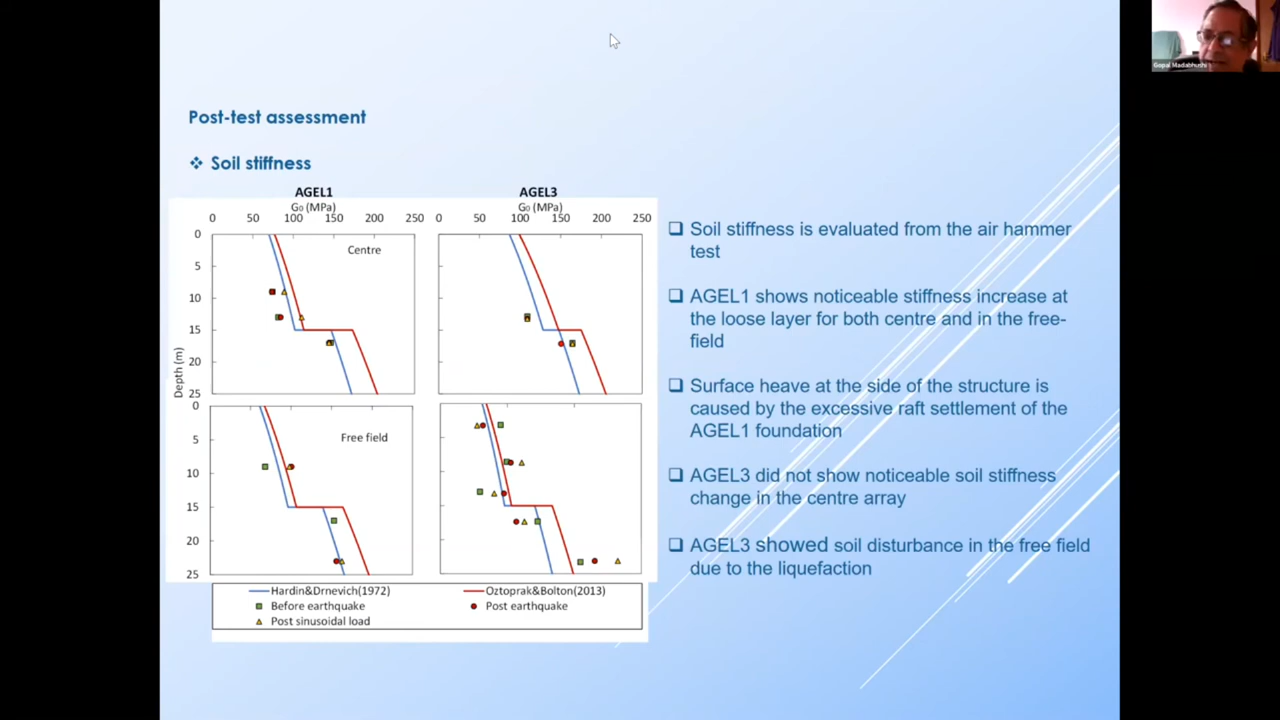 Gopal Madabhushi
Post-test assessment
❖ Soil stiffness
AGEL1
G₀ (MPa)
0 50 100 150 200 250
AGEL3
G₀ (MPa)
0 50 100 150 200 250
Depth (m)
0
5
10
15
20
25
Centre
0
5
10
15
20
25
Free field
Hardin&Drnevich(1972)
Oztoprak&Bolton(2013)
Before earthquake
Post earthquake
Post sinusoidal load
❑ Soil stiffness is evaluated from the air hammer
test
❑ AGEL1 shows noticeable stiffness increase at
the loose layer for both centre and in the free-
field
❑ Surface heave at the side of the structure is
caused by the excessive raft settlement of the
AGEL1 foundation
❑ AGEL3 did not show noticeable soil stiffness
change in the centre array
❑ AGEL3 showed soil disturbance in the free field
due to the liquefaction